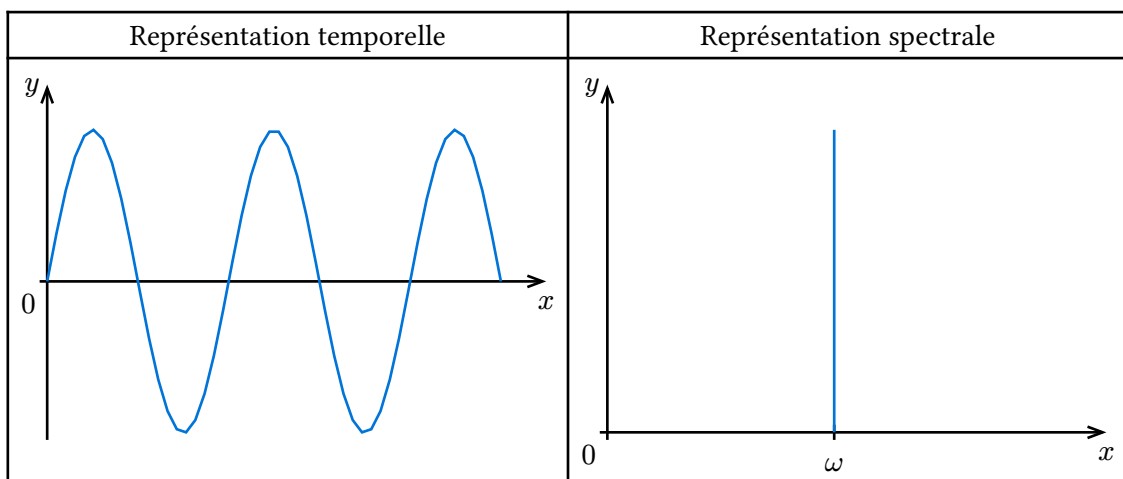 Représentation temporelle
Représentation spectrale
y
0
x
y
0
ω
x